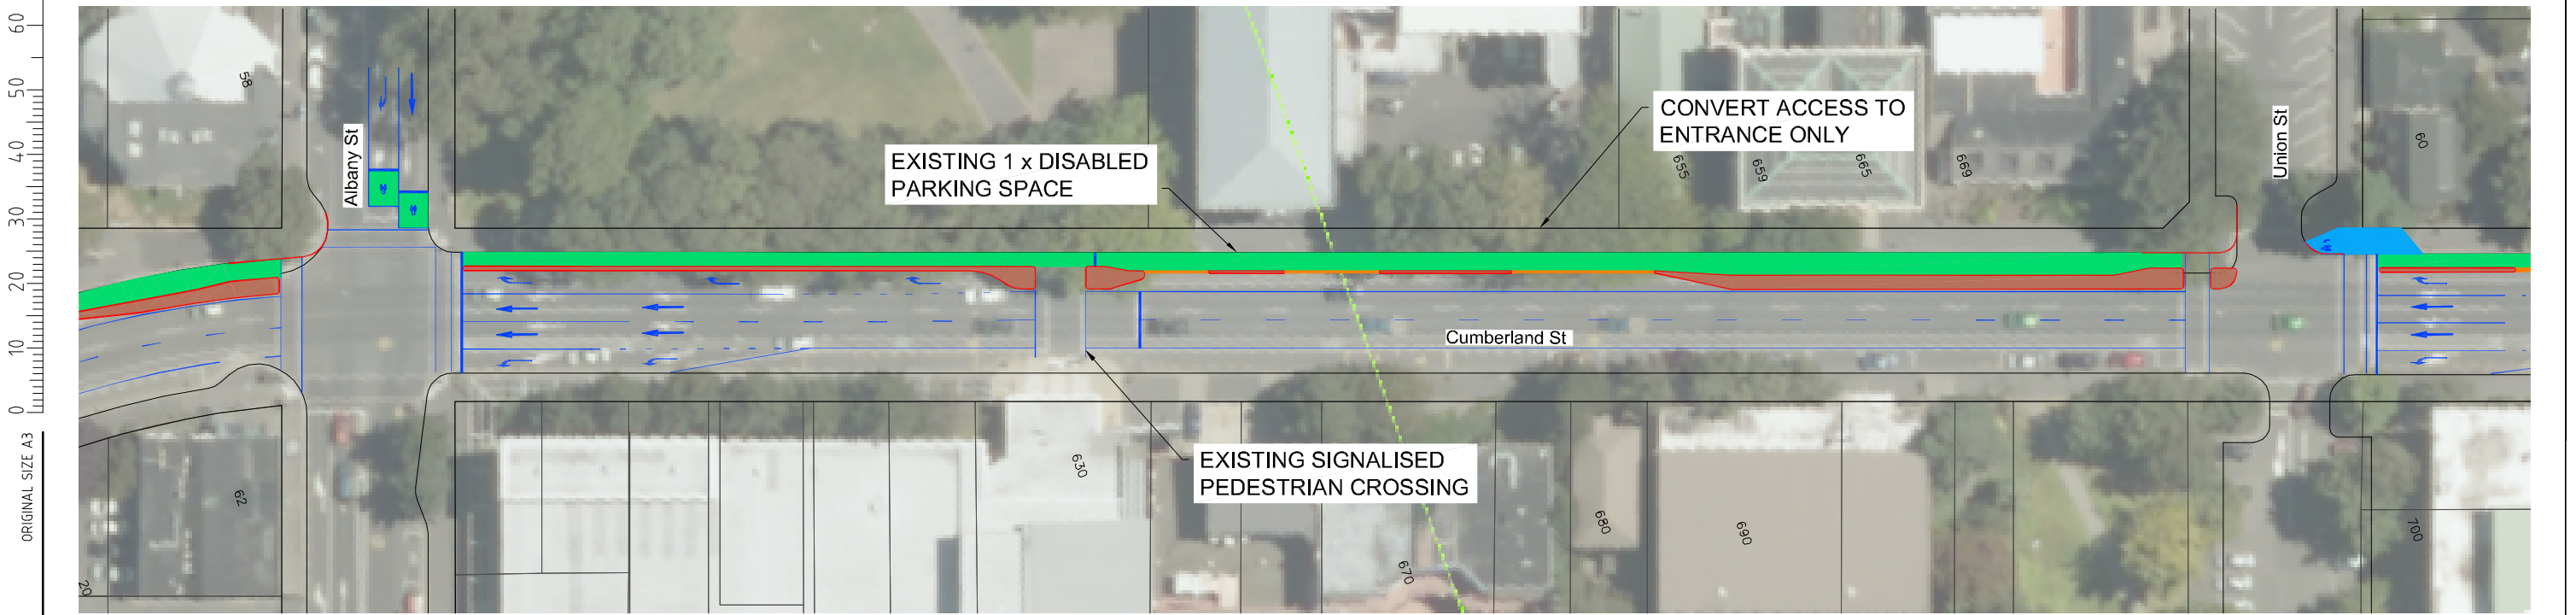 60
50
40
30
20
10
0
ORIGINAL SIZE A3
58
Albany St
EXISTING 1 x DISABLED
PARKING SPACE
CONVERT ACCESS TO
ENTRANCE ONLY
655
659
665
669
Union St
60
Cumberland St
EXISTING SIGNALISED
PEDESTRIAN CROSSING
62
20
630
670
680
690
700